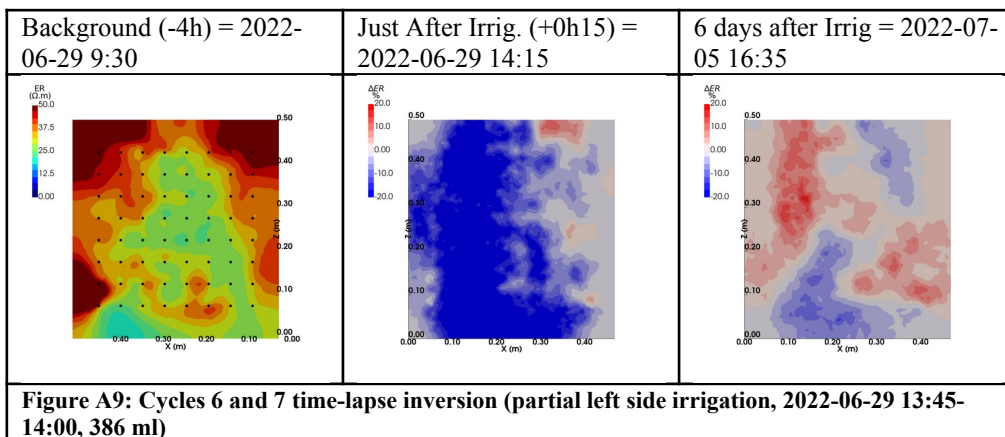 Background (-4h) = 2022-
06-29 9:30
Just After Irrig. (+0h15) =
2022-06-29 14:15
6 days after Irrig = 2022-07-
05 16:35
ER
(Ω.m)
50.0
37.5
25.0
12.5
0.00
0.50
0.40
0.30
0.20
0.10
0.00
Z (m)
0.40 0.30 0.20 0.10 0.00
X (m)
ΔER
%
20.0
10.0
0.00
-10.0
-20.0
0.50
0.40
0.30
0.20
0.10
0.00
Z (m)
0.00 0.10 0.20 0.30 0.40
X (m)
ΔER
%
20.0
10.0
0.00
-10.0
-20.0
0.50
0.40
0.30
0.20
0.10
0.00
Z (m)
0.00 0.10 0.20 0.30 0.40
X (m)
Figure A9: Cycles 6 and 7 time-lapse inversion (partial left side irrigation, 2022-06-29 13:45-
14:00, 386 ml)